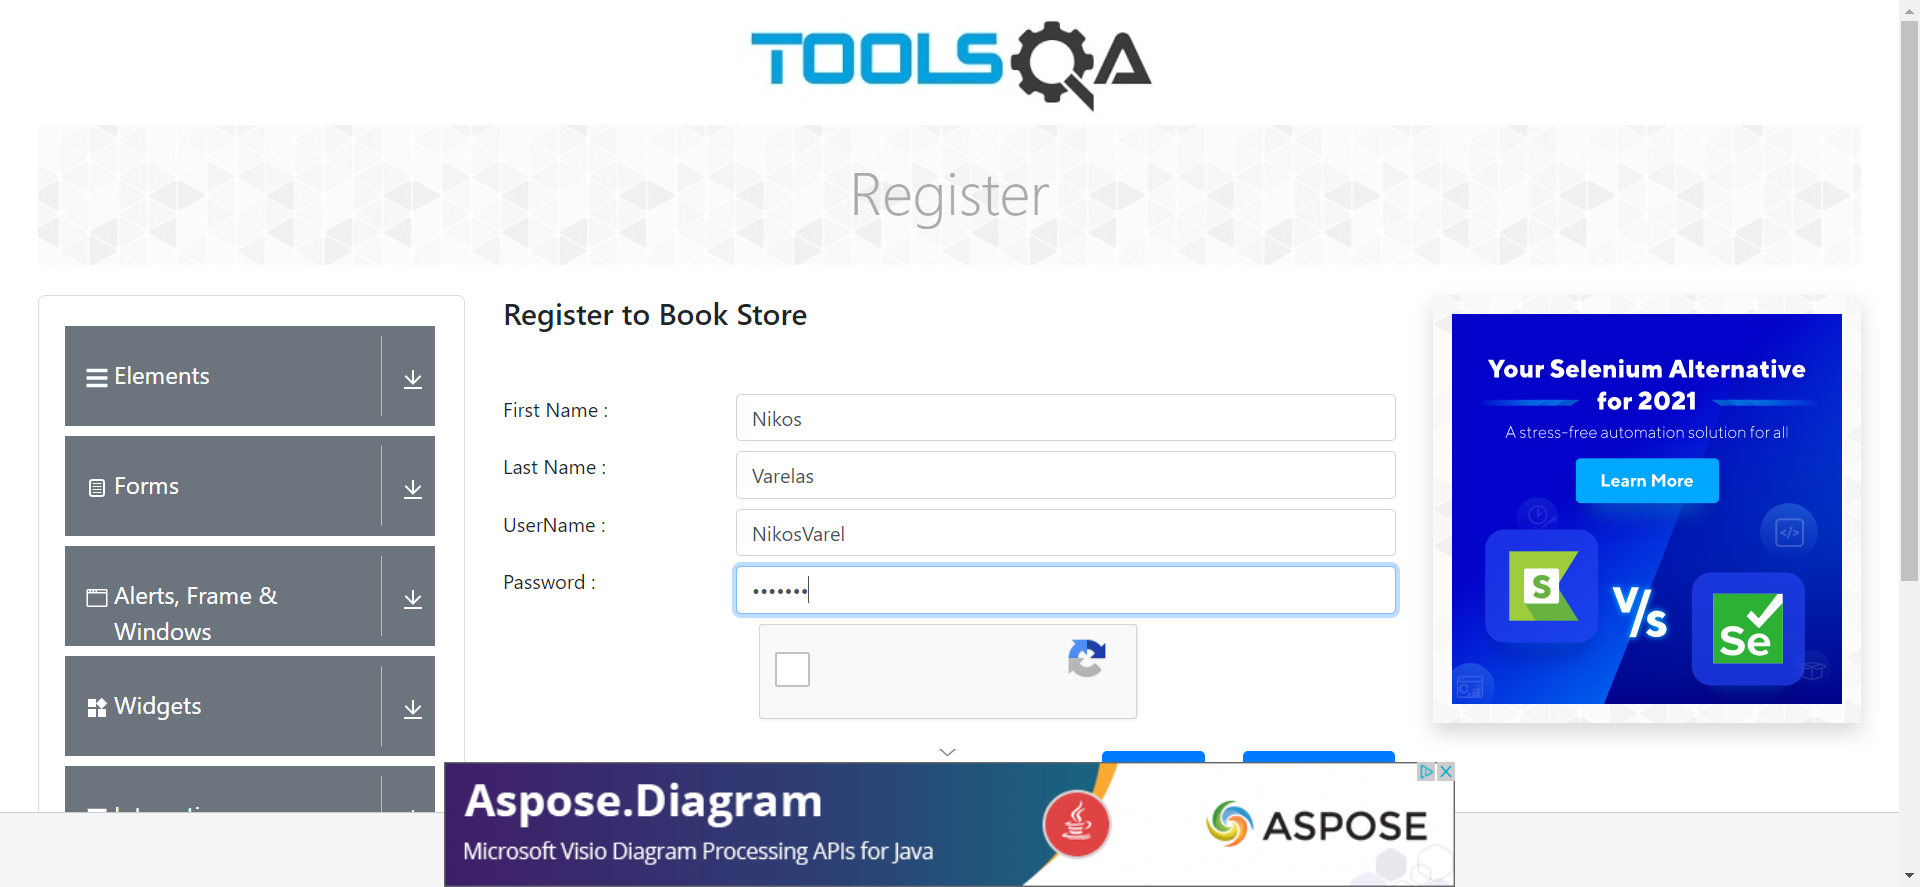 TOOLSQA
Register
Elements
Forms
Alerts, Frame &
Windows
Widgets
Register to Book Store
First Name :
Nikos
Last Name :
Varelas
UserName :
NikosVarel
Password :
•••••••
Your Selenium Alternative
for 2021
A stress-free automation solution for all
Learn More
S
V/S
Se
Aspose.Diagram
Microsoft Visio Diagram Processing APIs for Java
ASPOSE